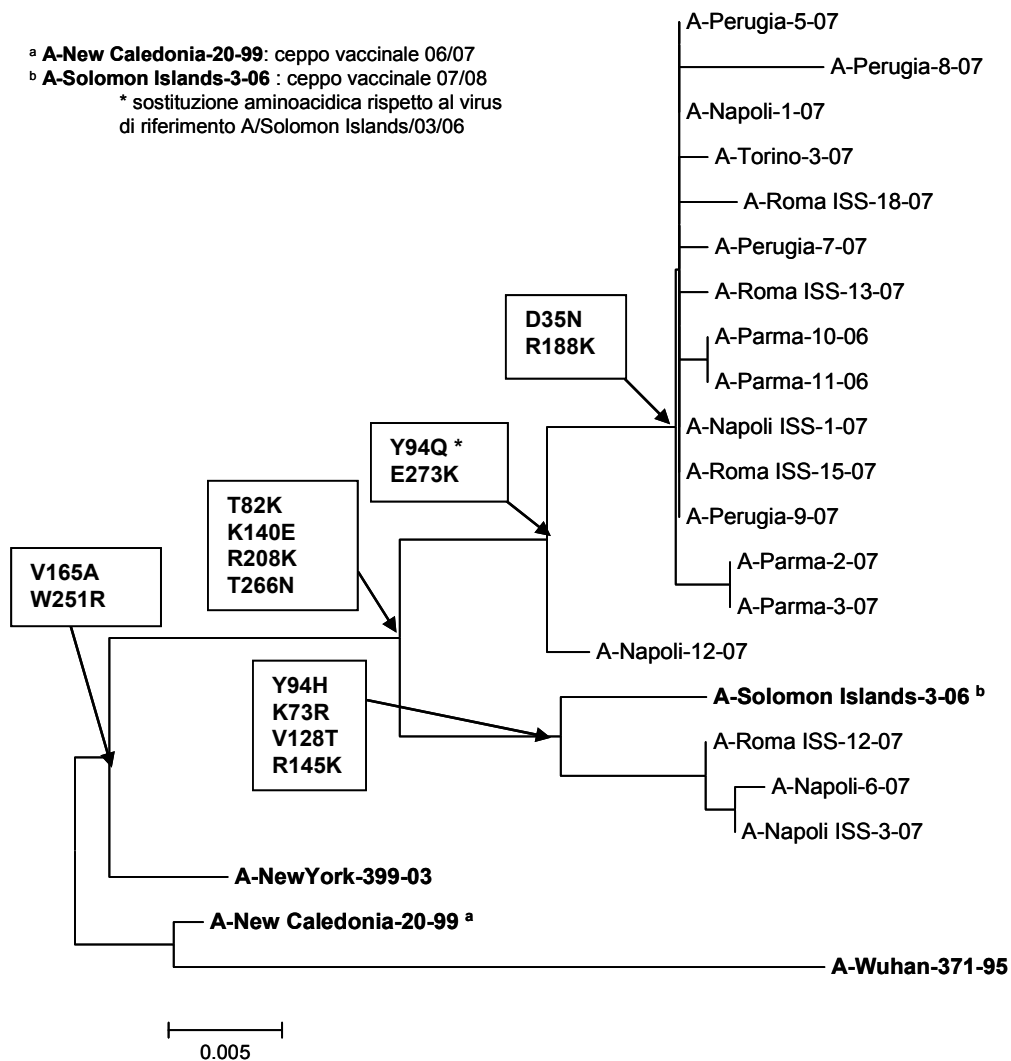 A-Perugia-5-07
ᵃ A-New Caledonia-20-99: ceppo vaccinale 06/07
ᵇ A-Solomon Islands-3-06 : ceppo vaccinale 07/08
* sostituzione aminoacidica rispetto al virus
di riferimento A/Solomon Islands/03/06
A-Perugia-8-07
A-Napoli-1-07
A-Torino-3-07
A-Roma ISS-18-07
A-Perugia-7-07
A-Roma ISS-13-07
D35N
R188K
A-Parma-10-06
A-Parma-11-06
A-Napoli ISS-1-07
Y94Q *
E273K
A-Roma ISS-15-07
A-Perugia-9-07
T82K
K140E
R208K
T266N
V165A
W251R
A-Parma-2-07
A-Parma-3-07
A-Napoli-12-07
Y94H
K73R
V128T
R145K
A-Solomon Islands-3-06 ᵇ
A-Roma ISS-12-07
A-Napoli-6-07
A-Napoli ISS-3-07
A-NewYork-399-03
A-New Caledonia-20-99 ᵃ
A-Wuhan-371-95
0.005